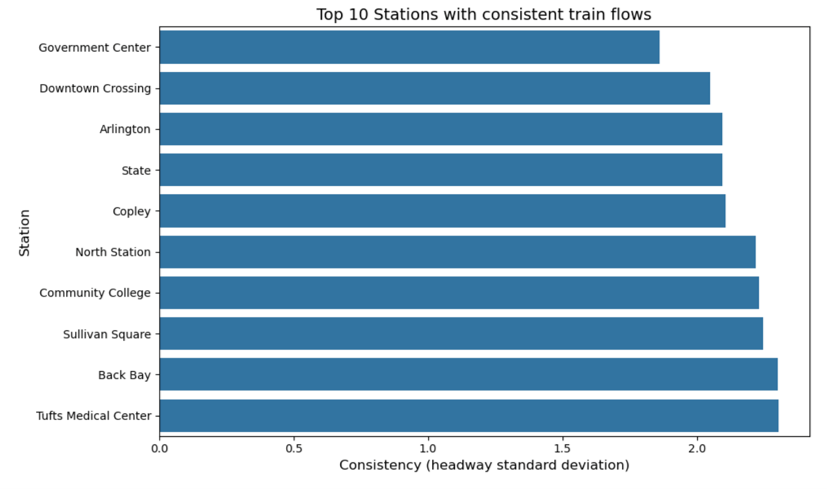 Top 10 Stations with consistent train flows
Government Center
Downtown Crossing
Arlington
State
Copley
North Station
Community College
Sullivan Square
Back Bay
Tufts Medical Center
Station
0.0 0.5 1.0 1.5 2.0
Consistency (headway standard deviation)